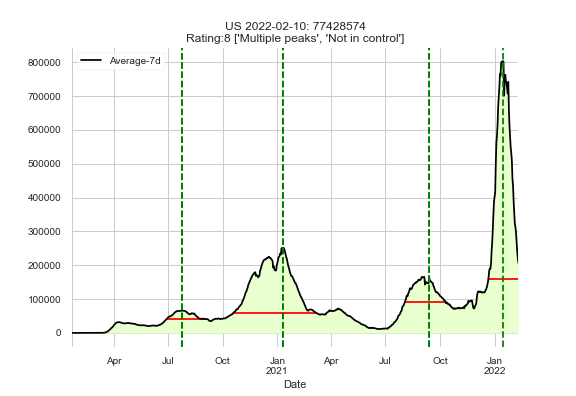 US 2022-02-10: 77428574
Rating:8 ['Multiple peaks', 'Not in control']
Average-7d
800000
700000
600000
500000
400000
300000
200000
100000
0
Apr Jul Oct Jan Apr Jul Oct Jan
2021 2022
Date